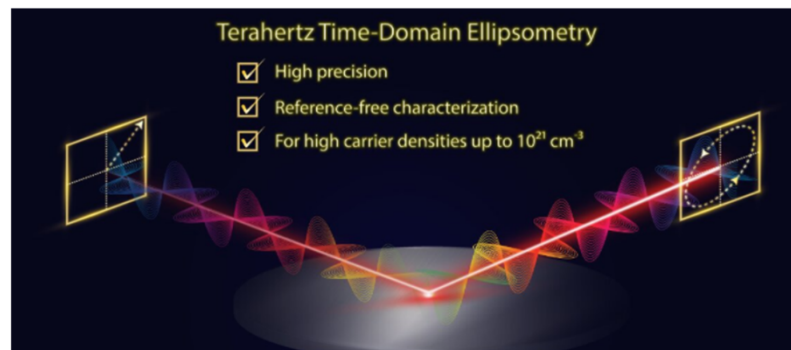 Terahertz Time-Domain Ellipsometry
High precision
Reference-free characterization
For high carrier densities up to 10²¹ cm⁻³